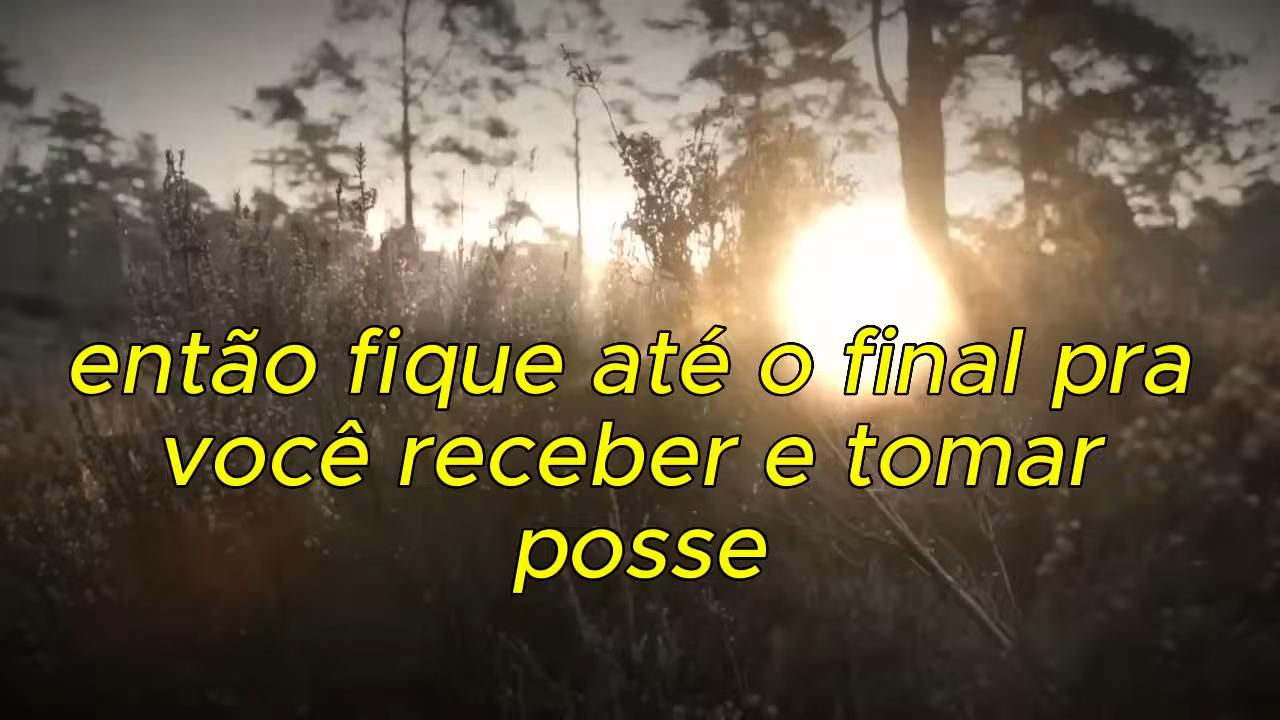 então fique até o final pra
você receber e tomar
posse